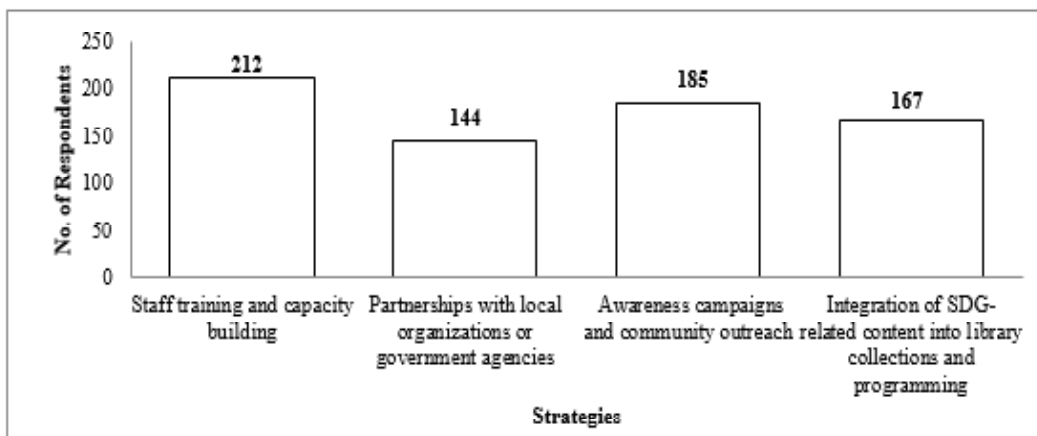 250
200
150
100
50
0
No. of Respondents
212
144
185
167
Staff training and capacity
building
Partnerships with local
organizations or
government agencies
Awareness campaigns
and community outreach
Integration of SDG-
related content into library
collections and
programming
Strategies